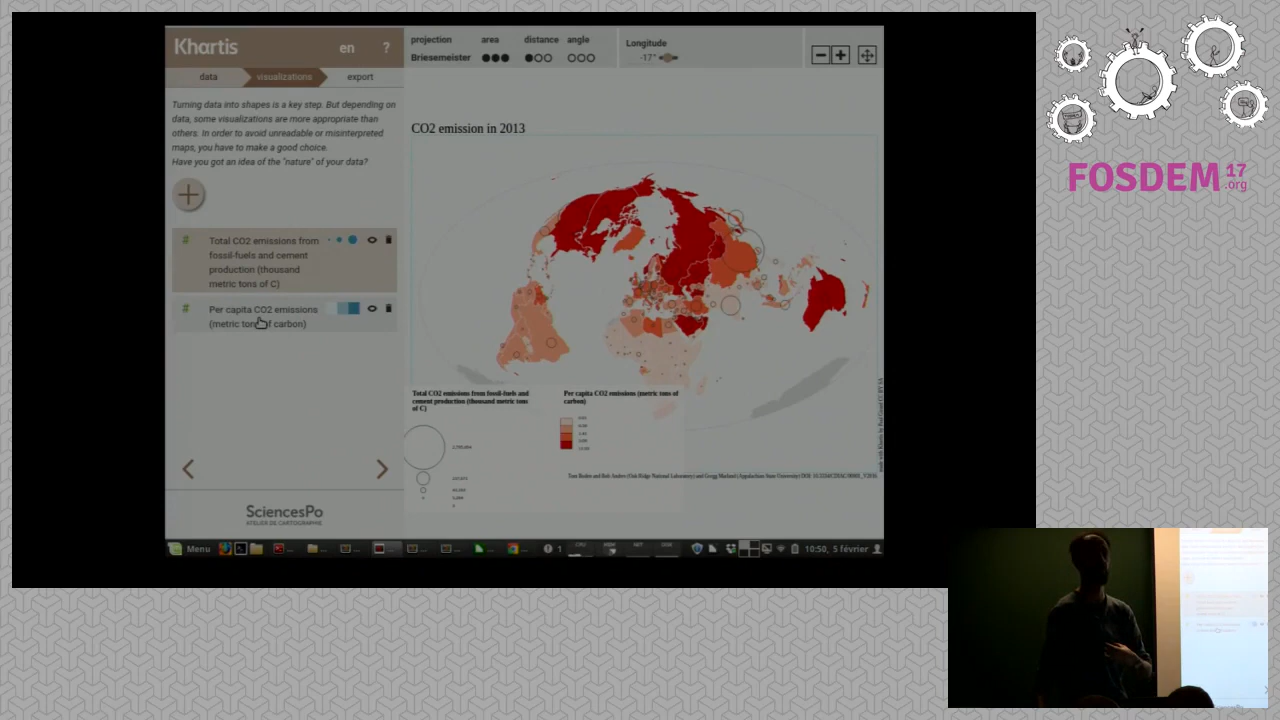 Khartis
en
?
data
visualizations
export
Turning data into shapes is a key step. But depending on
data, some visualizations are more appropriate than
others. In order to avoid unreadable or misinterpreted
maps, you have to make a good choice.
Have you got an idea of the "nature" of your data?
#
Total CO2 emissions from
fossil-fuels and cement
production (thousand
metric tons of C)
#
Per capita CO2 emissions
(metric tons of carbon)
SciencesPo
ATELIER DE CARTOGRAPHIE
projection area distance angle
Briesemeister
Longitude
-17°
CO2 emission in 2013
Total CO2 emissions from fossil-fuels and
cement production (thousand metric tons
of C)
Per capita CO2 emissions (metric tons of
carbon)
Menu
1
10:50, 5 février
FOSDEM 17
.org